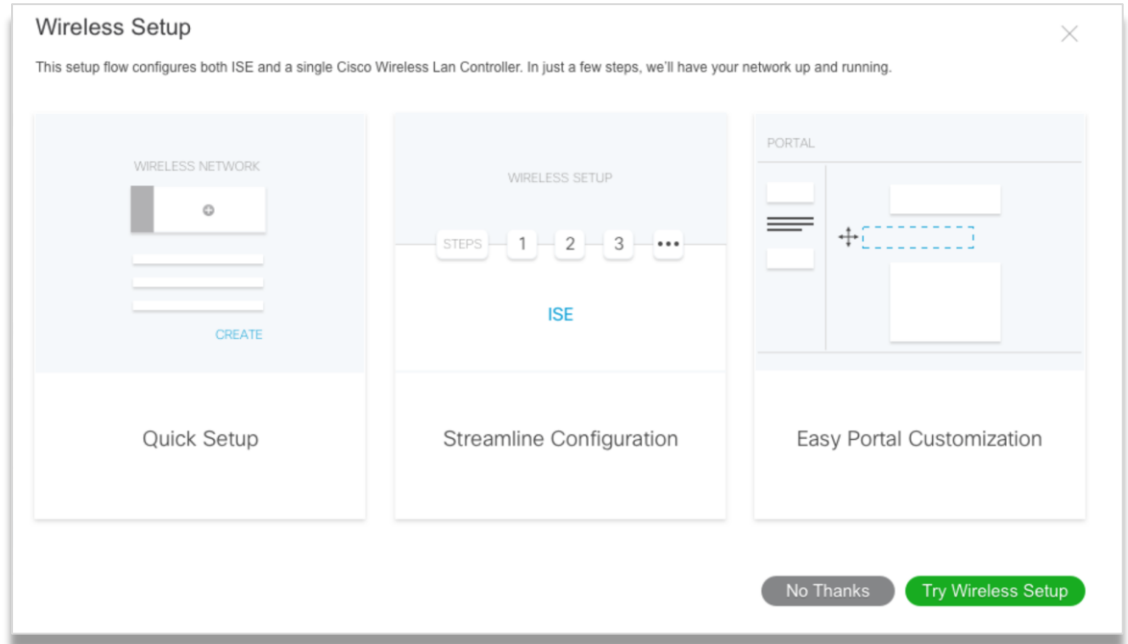 Wireless Setup
This setup flow configures both ISE and a single Cisco Wireless Lan Controller. In just a few steps, we'll have your network up and running.
WIRELESS NETWORK
CREATE
Quick Setup
WIRELESS SETUP
STEPS 1 2 3 •••
ISE
Streamline Configuration
PORTAL
Easy Portal Customization
No Thanks
Try Wireless Setup